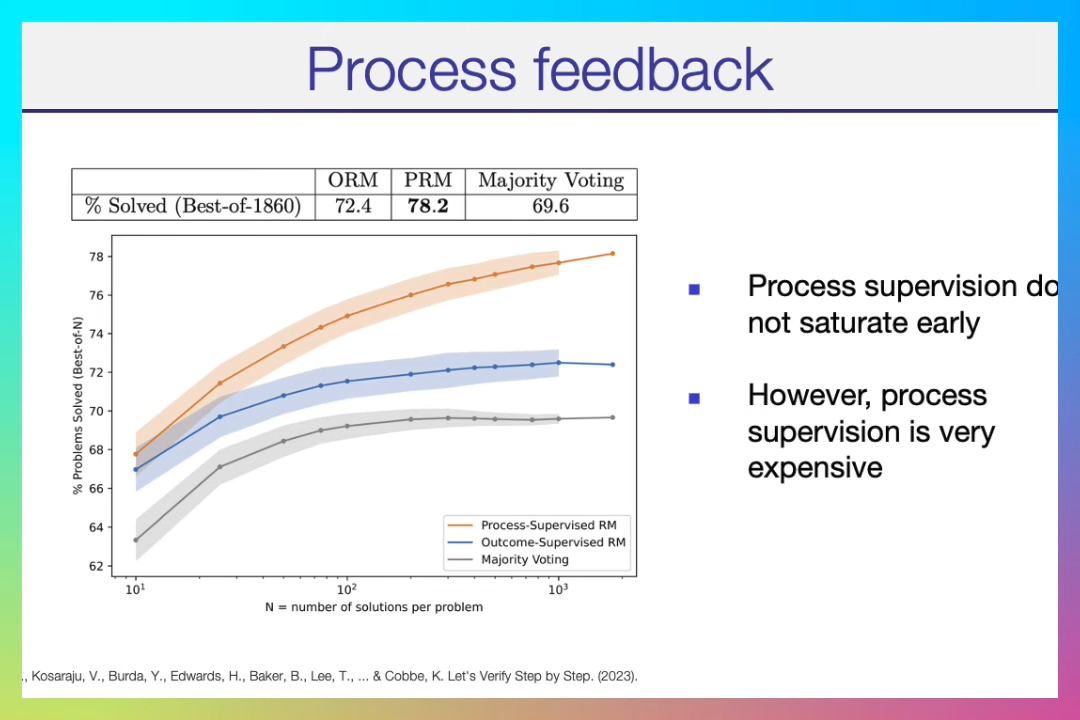 Process feedback
ORM PRM Majority Voting
% Solved (Best-of-1860) 72.4 78.2 69.6
% Problems Solved (Best-of-N)
78
76
74
72
70
68
66
64
62
10¹ 10² 10³
N = number of solutions per problem
Process-Supervised RM
Outcome-Supervised RM
Majority Voting
Process supervision do
not saturate early
However, process
supervision is very
expensive
., Kosaraju, V., Burda, Y., Edwards, H., Baker, B., Lee, T., ... & Cobbe, K. Let's Verify Step by Step. (2023).